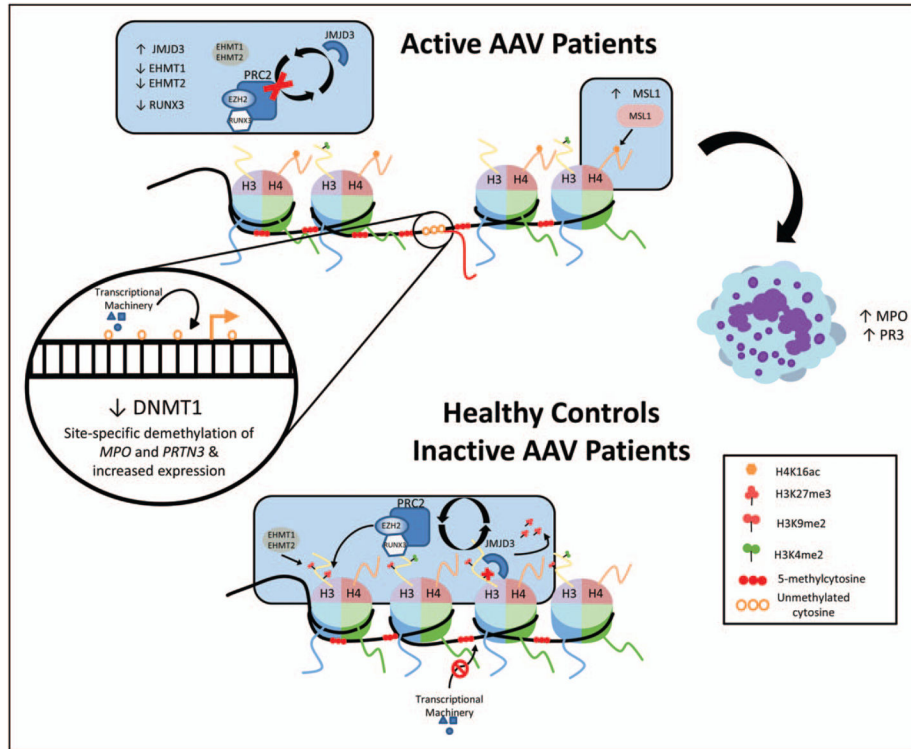 Active AAV Patients
↑ JMJD3
↓ EHMT1
↓ EHMT2
↓ RUNX3
EHMT1
EHMT2
JMJD3
PRC2
EZH2
RUNX3
↑ MSL1
MSL1
H3 H4
H3 H4
H3 H4
H3 H4
Transcriptional
Machinery
↓ DNMT1
Site-specific demethylation of
MPO and PRTN3 &
increased expression
↑ MPO
↑ PR3
Healthy Controls
Inactive AAV Patients
PRC2
EZH2
RUNX3
JMJD3
EHMT1
EHMT2
H3 H4
H3 H4
H3 H4
H3 H4
Transcriptional
Machinery
H4K16ac
H3K27me3
H3K9me2
H3K4me2
5-methylcytosine
Unmethylated
cytosine